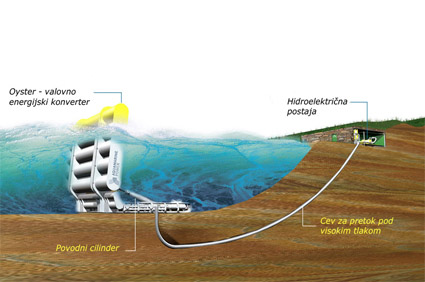 Oyster - valovno
energijski konverter
Hidroelektrična
postaja
Cev za pretok pod
visokim tlakom
Povodni cilinder